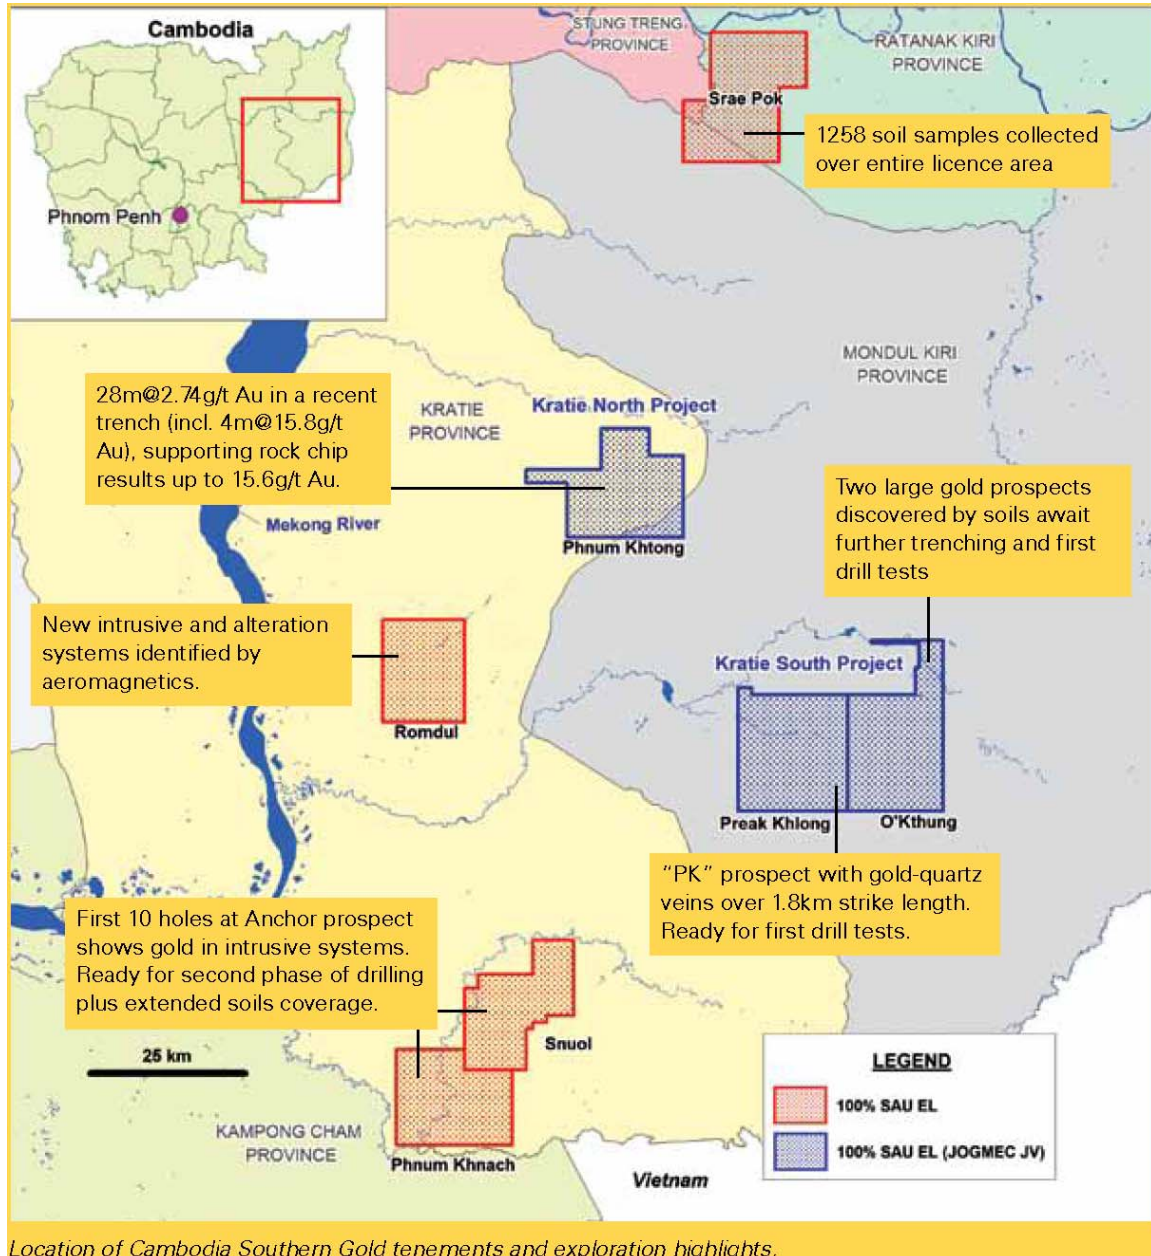 Cambodia
Phnom Penh
STUNG TRENG
PROVINCE
RATANAK KIRI
PROVINCE
Srae Pok
1258 soil samples collected
over entire licence area
MONDUL KIRI
PROVINCE
28m@2.74g/t Au in a recent
trench (incl. 4m@15.8g/t
Au), supporting rock chip
results up to 15.6g/t Au.
KRATIE
PROVINCE
Kratie North Project
Phnum Khtong
Mekong River
Two large gold prospects
discovered by soils await
further trenching and first
drill tests
New intrusive and alteration
systems identified by
aeromagnetics.
Romdul
Kratie South Project
Preak Khlong
O'Kthung
"PK" prospect with gold-quartz
veins over 1.8km strike length.
Ready for first drill tests.
First 10 holes at Anchor prospect
shows gold in intrusive systems.
Ready for second phase of drilling
plus extended soils coverage.
Snuol
25 km
KAMPONG CHAM
PROVINCE
Phnum Khnach
Vietnam
LEGEND
100% SAU EL
100% SAU EL (JOGMEC JV)
Location of Cambodia Southern Gold tenements and exploration highlights.